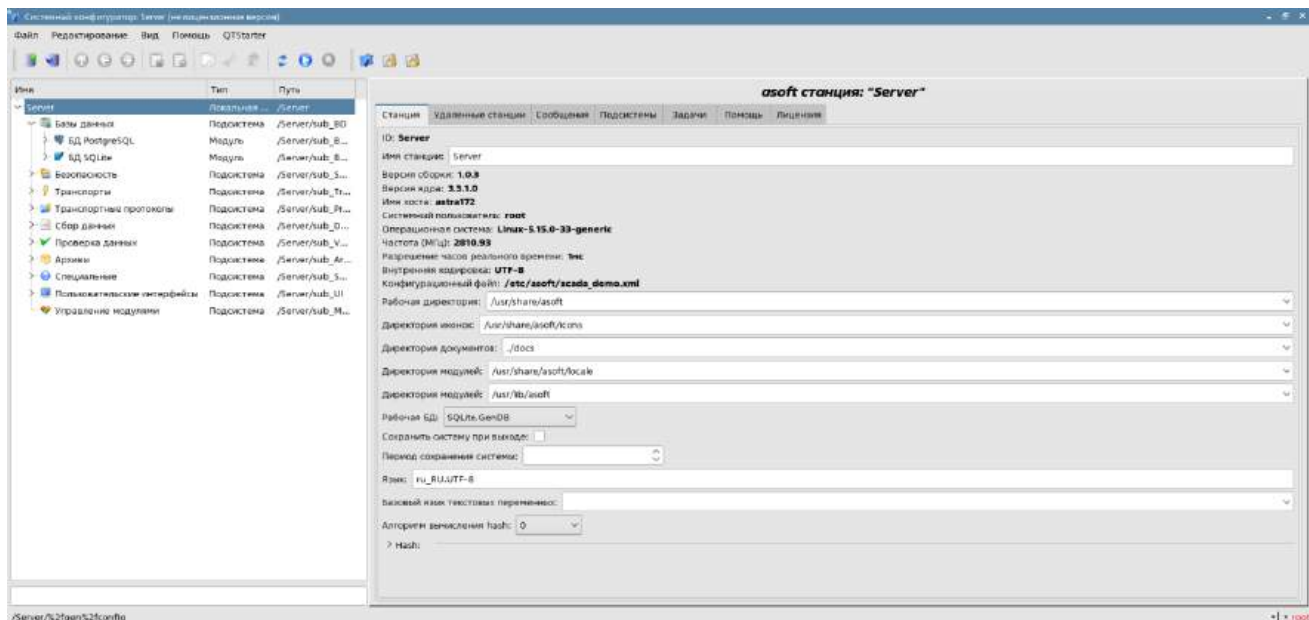 Системный конфигуратор: Server (не лицензионная версия)
Файл Редактирование Вид Помощь QTStarter
Имя Тип Путь
Server Локальная ... /Server
Базы данных Подсистема /Server/sub_BD
БД PostgreSQL Модуль /Server/sub_B...
БД SQLite Модуль /Server/sub_B...
Безопасность Подсистема /Server/sub_S...
Транспорты Подсистема /Server/sub_Tr...
Транспортные протоколы Подсистема /Server/sub_Pr...
Сбор данных Подсистема /Server/sub_D...
Проверка данных Подсистема /Server/sub_V...
Архивы Подсистема /Server/sub_Ar...
Специальные Подсистема /Server/sub_S...
Пользовательские интерфейсы Подсистема /Server/sub_UI
Управление модулями Подсистема /Server/sub_M...
asoft станция: "Server"
Станция Удаленные станции Сообщения Подсистемы Задачи Помощь Лицензия
ID: Server
Имя станции: Server
Версия сборки: 1.0.3
Версия ядра: 3.5.1.0
Имя хоста: astra172
Системный пользователь: root
Операционная система: Linux-5.15.0-33-generic
Частота (МГц): 2810.93
Разрешение часов реального времени: 1нс
Внутренняя кодировка: UTF-8
Конфигурационный файл: /etc/asoft/scada_demo.xml
Рабочая директория: /usr/share/asoft
Директория иконок: /usr/share/asoft/icons
Директория документов: ./docs
Директория модулей: /usr/share/asoft/locale
Директория модулей: /usr/lib/asoft
Рабочая БД: SQLite.GenDB
Сохранить систему при выходе:
Период сохранения системы:
Язык: ru_RU.UTF-8
Базовый язык текстовых переменных:
Алгоритм вычисления hash: 0
Hash:
/Server/%2fgen%2fconfig
root